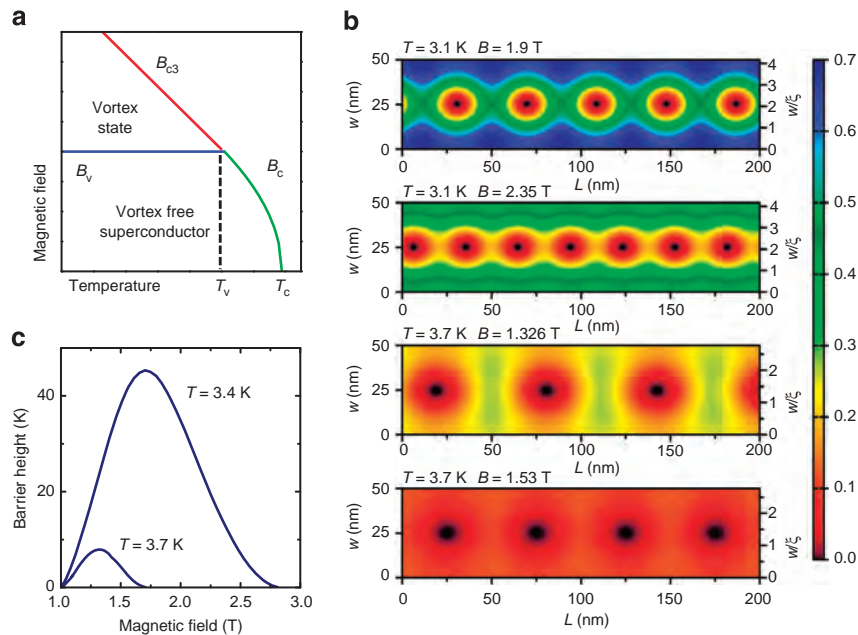 a
Magnetic field
B_c3
Vortex
state
B_v
B_c
Vortex free
superconductor
Temperature
T_v
T_c
b
T = 3.1 K B = 1.9 T
50
25
0
w (nm)
4
3
2
1
0
w/ξ
0 50 100 150 200
L (nm)
T = 3.1 K B = 2.35 T
50
25
0
w (nm)
4
3
2
1
0
w/ξ
0 50 100 150 200
L (nm)
T = 3.7 K B = 1.326 T
50
25
0
w (nm)
2
1
0
w/ξ
0 50 100 150 200
L (nm)
T = 3.7 K B = 1.53 T
50
25
0
w (nm)
2
1
0
w/ξ
0 50 100 150 200
L (nm)
0.7
0.6
0.5
0.4
0.3
0.2
0.1
0.0
c
Barrier height (K)
40
20
0
T = 3.4 K
T = 3.7 K
1.0 1.5 2.0 2.5 3.0
Magnetic field (T)